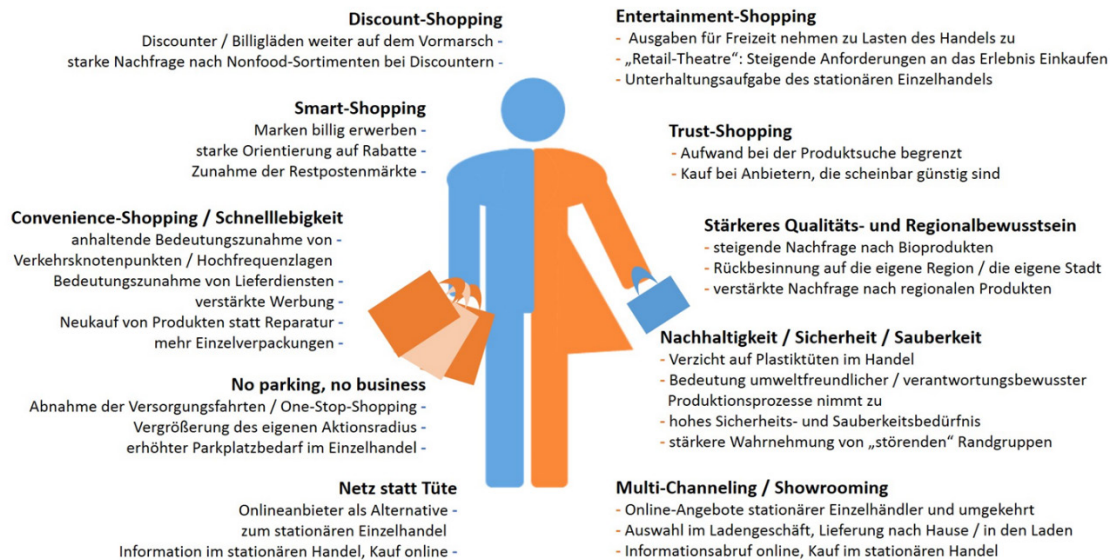 Discount-Shopping
Discounter / Billigläden weiter auf dem Vormarsch -
starke Nachfrage nach Nonfood-Sortimenten bei Discountern -
Smart-Shopping
Marken billig erwerben -
starke Orientierung auf Rabatte -
Zunahme der Restpostenmärkte -
Convenience-Shopping / Schnelllebigkeit
anhaltende Bedeutungszunahme von -
Verkehrsknotenpunkten / Hochfrequenzlagen
Bedeutungszunahme von Lieferdiensten -
verstärkte Werbung -
Neukauf von Produkten statt Reparatur -
mehr Einzelverpackungen -
No parking, no business
Abnahme der Versorgungsfahrten / One-Stop-Shopping -
Vergrößerung des eigenen Aktionsradius -
erhöhter Parkplatzbedarf im Einzelhandel -
Netz statt Tüte
Onlineanbieter als Alternative -
zum stationären Einzelhandel
Information im stationären Handel, Kauf online -
Entertainment-Shopping
- Ausgaben für Freizeit nehmen zu Lasten des Handels zu
- „Retail-Theatre“: Steigende Anforderungen an das Erlebnis Einkaufen
- Unterhaltungsaufgabe des stationären Einzelhandels
Trust-Shopping
- Aufwand bei der Produktsuche begrenzt
- Kauf bei Anbietern, die scheinbar günstig sind
Stärkeres Qualitäts- und Regionalbewusstsein
- steigende Nachfrage nach Bioprodukten
- Rückbesinnung auf die eigene Region / die eigene Stadt
- verstärkte Nachfrage nach regionalen Produkten
Nachhaltigkeit / Sicherheit / Sauberkeit
- Verzicht auf Plastiktüten im Handel
- Bedeutung umweltfreundlicher / verantwortungsbewusster
Produktionsprozesse nimmt zu
- hohes Sicherheits- und Sauberkeitsbedürfnis
- stärkere Wahrnehmung von „störenden“ Randgruppen
Multi-Channeling / Showrooming
- Online-Angebote stationärer Einzelhändler und umgekehrt
- Auswahl im Ladengeschäft, Lieferung nach Hause / in den Laden
- Informationsabruf online, Kauf im stationären Handel